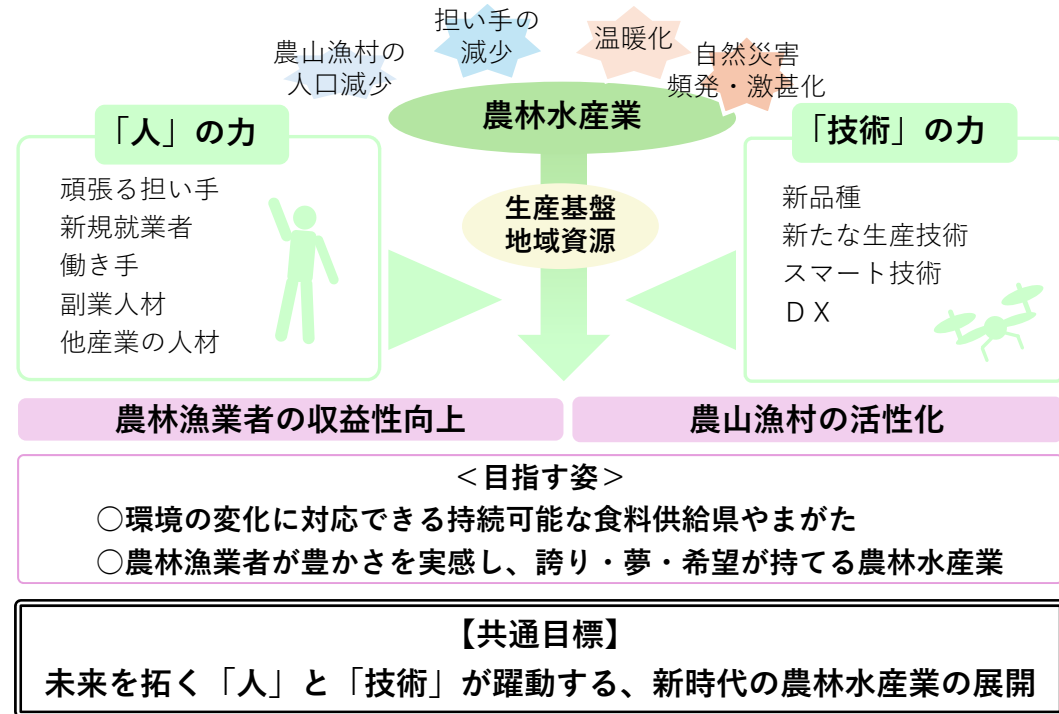 農山漁村の
人口減少
担い手の
減少
温暖化
自然災害
頻発・激甚化
農林水産業
「人」の力
頑張る担い手
新規就業者
働き手
副業人材
他産業の人材
生産基盤
地域資源
「技術」の力
新品種
新たな生産技術
スマート技術
ＤＸ
農林漁業者の収益性向上
農山漁村の活性化
＜目指す姿＞
○環境の変化に対応できる持続可能な食料供給県やまがた
○農林漁業者が豊かさを実感し、誇り・夢・希望が持てる農林水産業
【共通目標】
未来を拓く「人」と「技術」が躍動する、新時代の農林水産業の展開